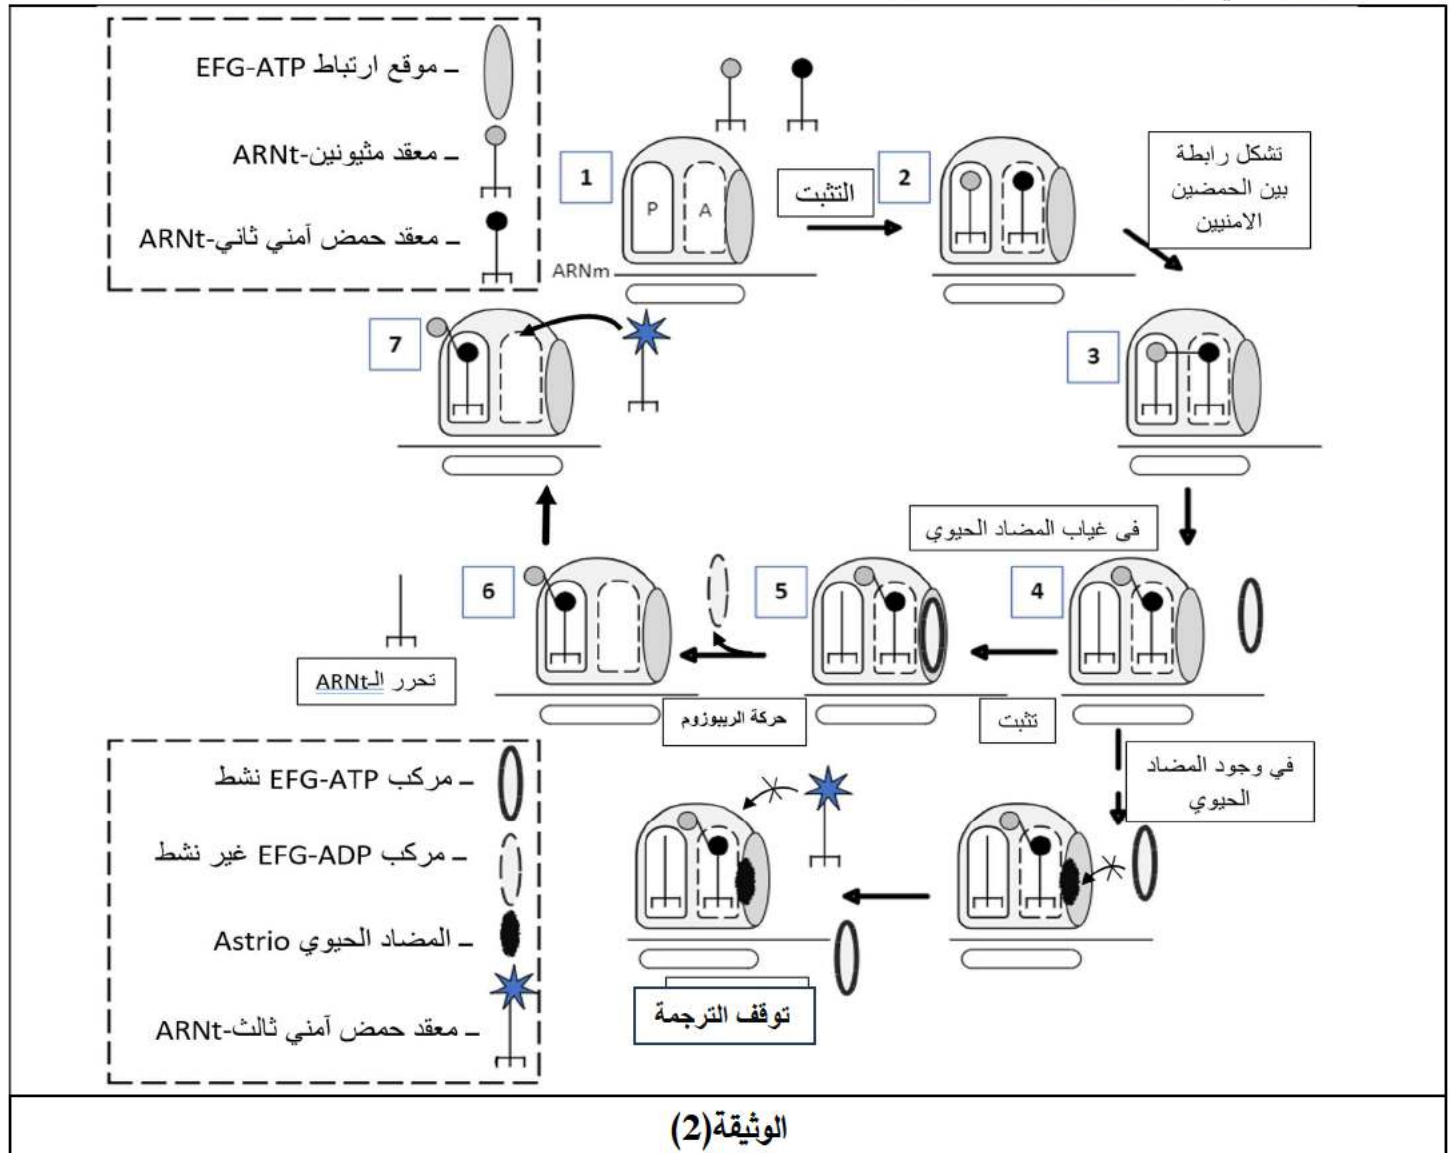 ـ موقع ارتباط EFG-ATP
ـ معقد مثيونين-ARNt
ـ معقد حمض آمني ثاني-ARNt
1
P
A
ARNm
التثبت
2
تشكل رابطة
بين الحمضين
الامنيين
3
7
في غياب المضاد الحيوي
4
تثبت
5
حركة الريبوزوم
6
تحرر الـARNt
في وجود المضاد
الحيوي
توقف الترجمة
ـ مركب EFG-ATP نشط
ـ مركب EFG-ADP غير نشط
ـ المضاد الحيوي Astrio
ـ معقد حمض آمني ثالث-ARNt
الوثيقة(2)